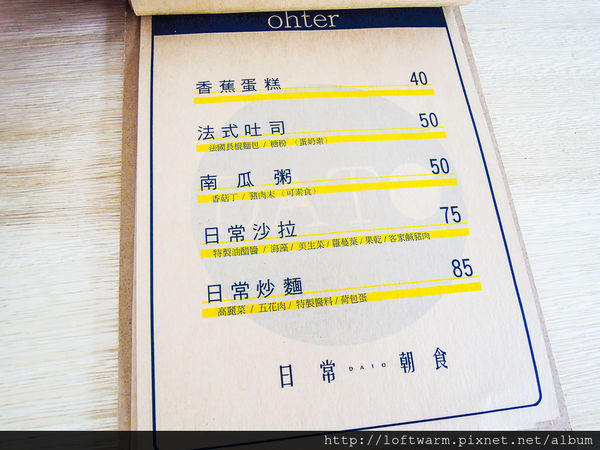 ohter
香蕉蛋糕 40
法式吐司 50
法國長棍麵包 / 糖粉 (蛋奶素)
南瓜粥 50
香菇丁 / 豬肉末 (可素食)
日常沙拉 75
特製油醋醬 / 海藻 / 美生菜 / 蘿蔓葉 / 果乾 / 客家鹹豬肉
日常炒麵 85
高麗菜 / 五花肉 / 特製醬料 / 荷包蛋
日常 DAIO 朝食
http://loftwarm.pixnet.net/album